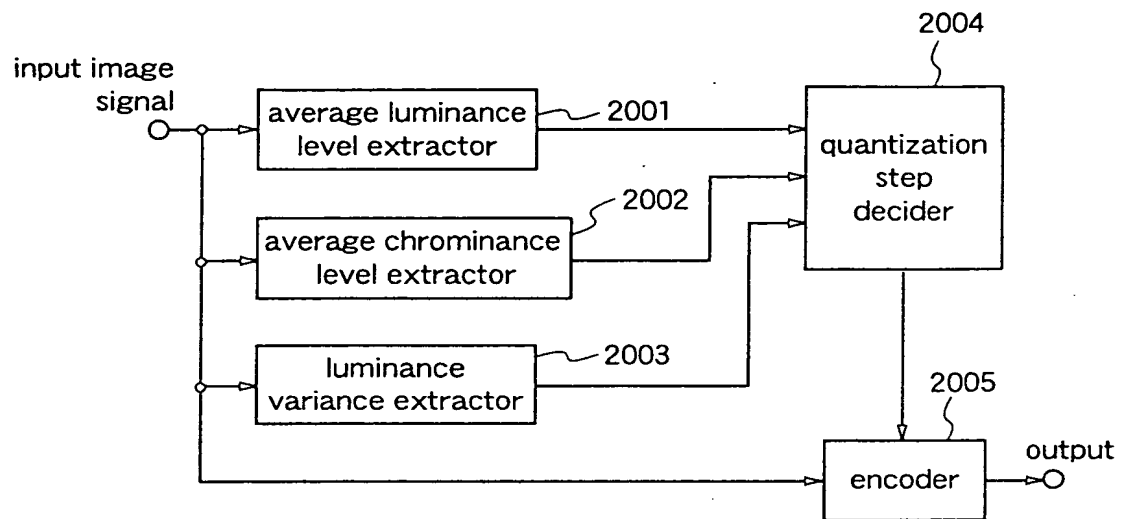 2004
input image
signal
average luminance
level extractor
2001
quantization
step
decider
2002
average chrominance
level extractor
2003
luminance
variance extractor
2005
encoder
output